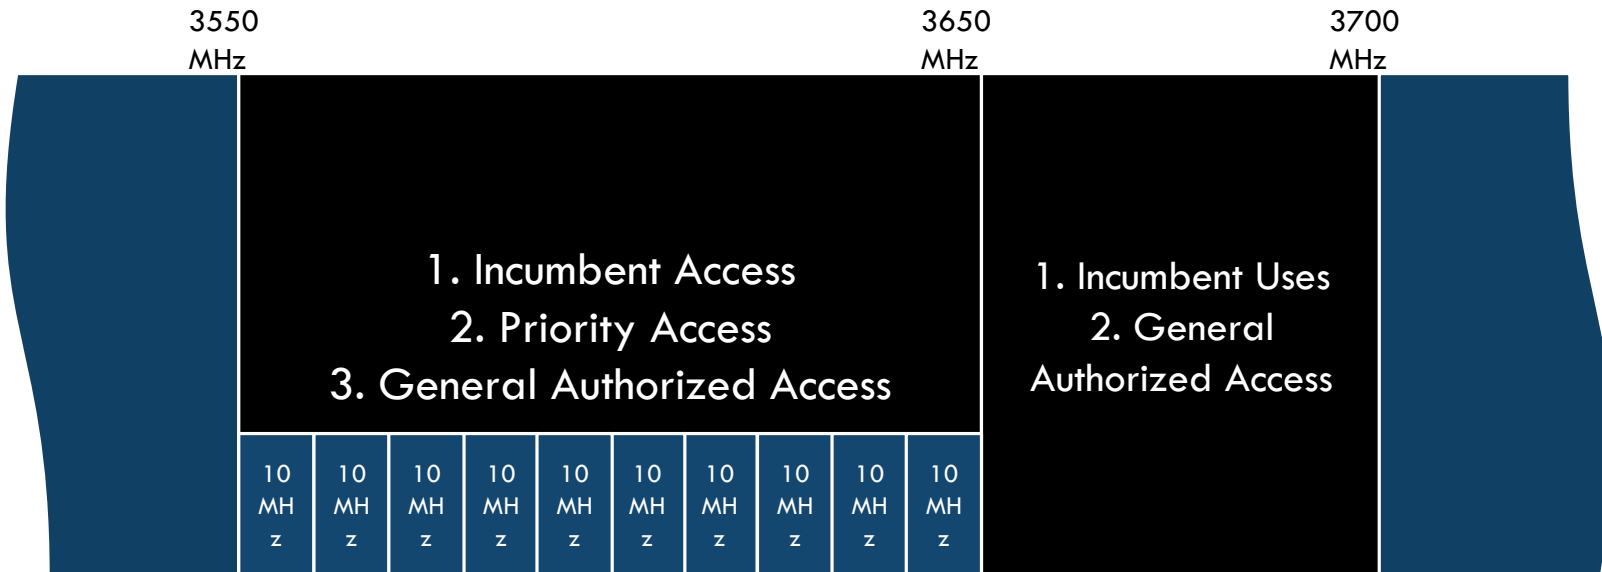 3550
MHz
3650
MHz
3700
MHz
1. Incumbent Access
2. Priority Access
3. General Authorized Access
1. Incumbent Uses
2. General
Authorized Access
10
MH
z
10
MH
z
10
MH
z
10
MH
z
10
MH
z
10
MH
z
10
MH
z
10
MH
z
10
MH
z
10
MH
z